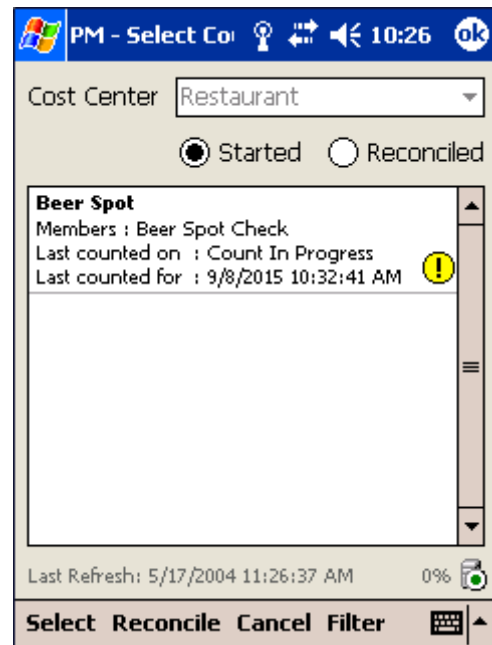 PM - Sele​ct Co 10:26 ok
Cost Center Restaurant
Started Reconciled
Beer Spot
Members : Beer Spot Check
Last counted on : Count In Progress
Last counted for : 9/8/2015 10:32:41 AM
Last Refresh: 5/17/2004 11:26:37 AM 0%
Select Reconcile Cancel Filter